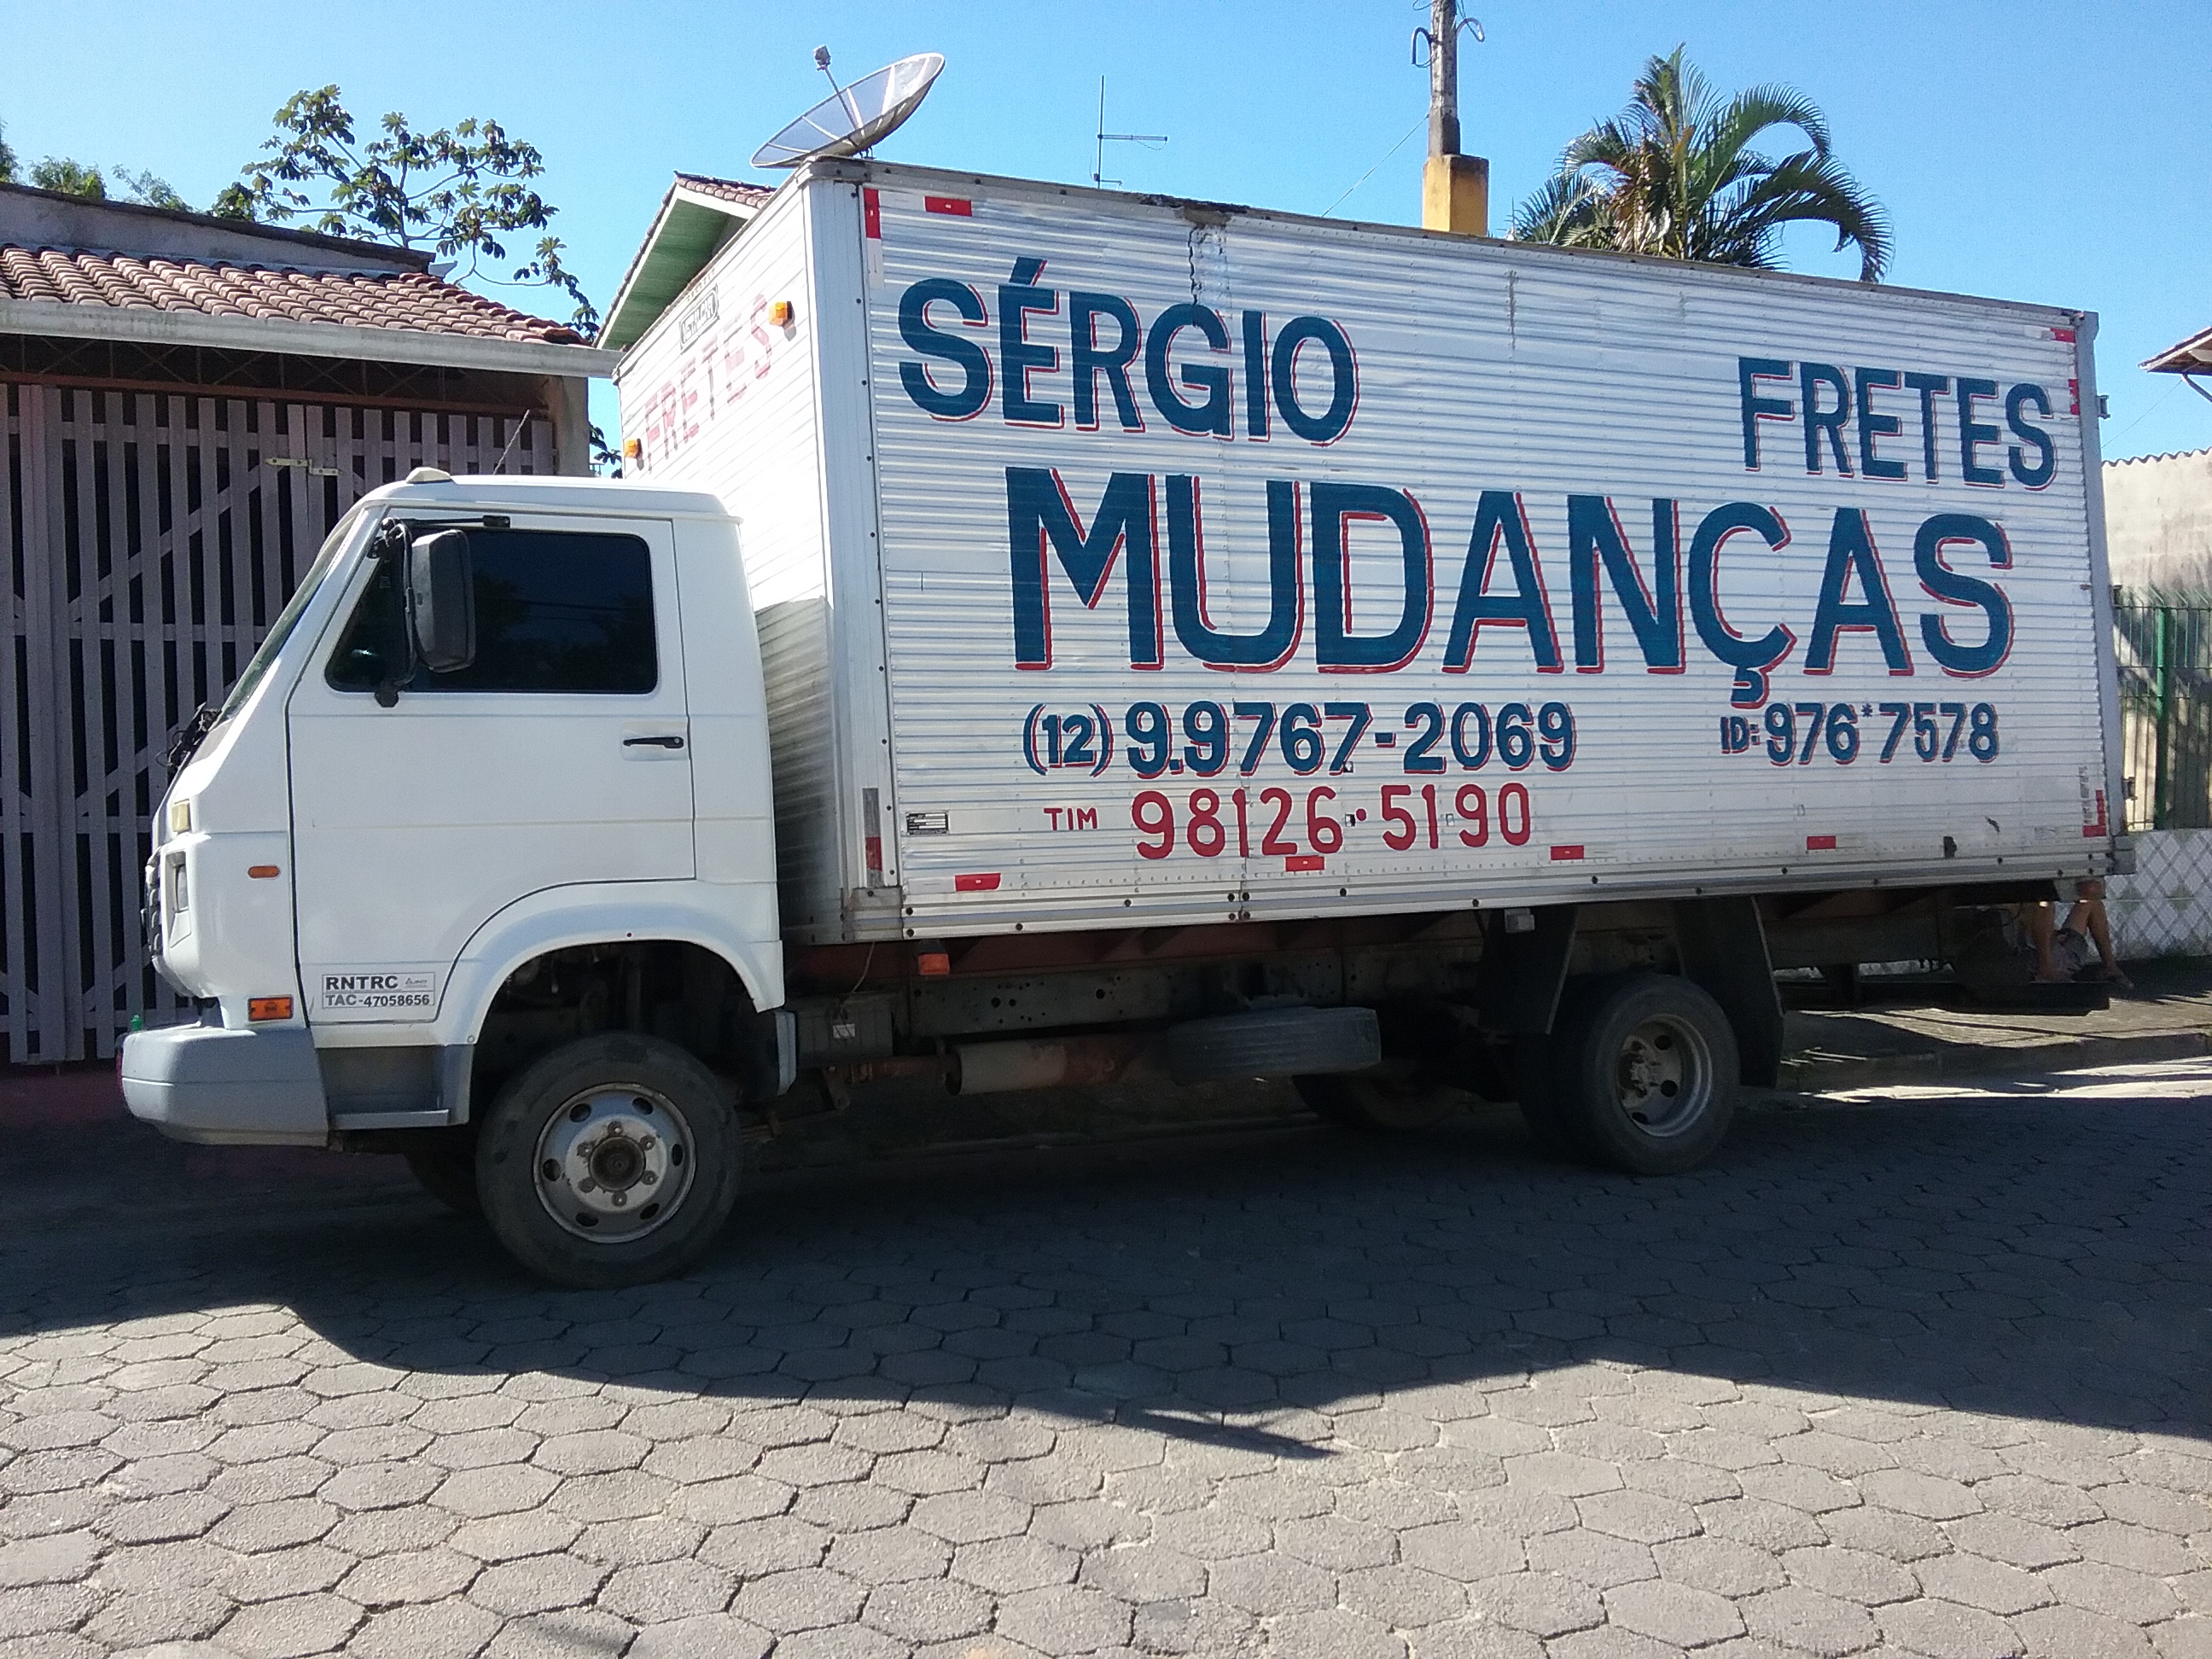 FRETES
SÉRGIO
FRETES
MUDANÇAS
(12) 9.9767-2069
ID: 976*7578
TIM 98126·5190
RNTRC
TAC-47058656